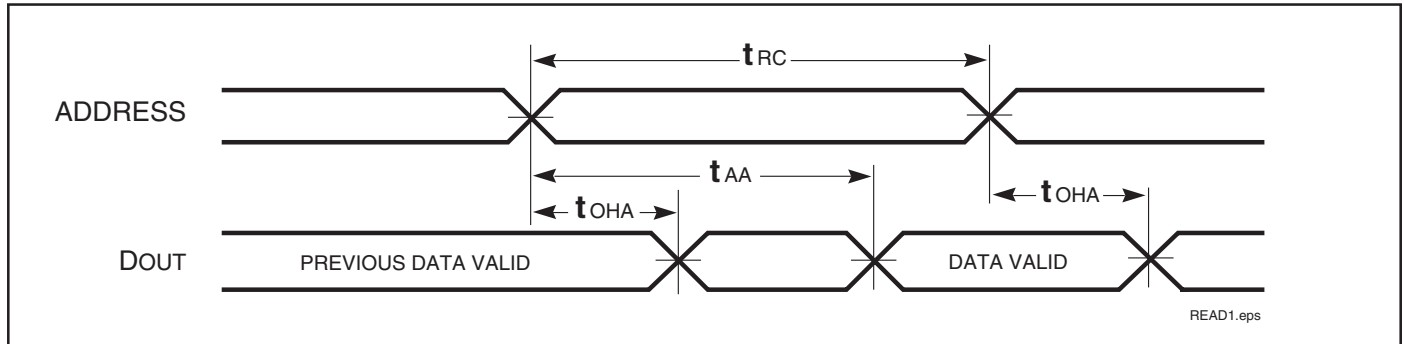 tRC
ADDRESS
tAA
tOHA
tOHA
DOUT
PREVIOUS DATA VALID
DATA VALID
READ1.eps